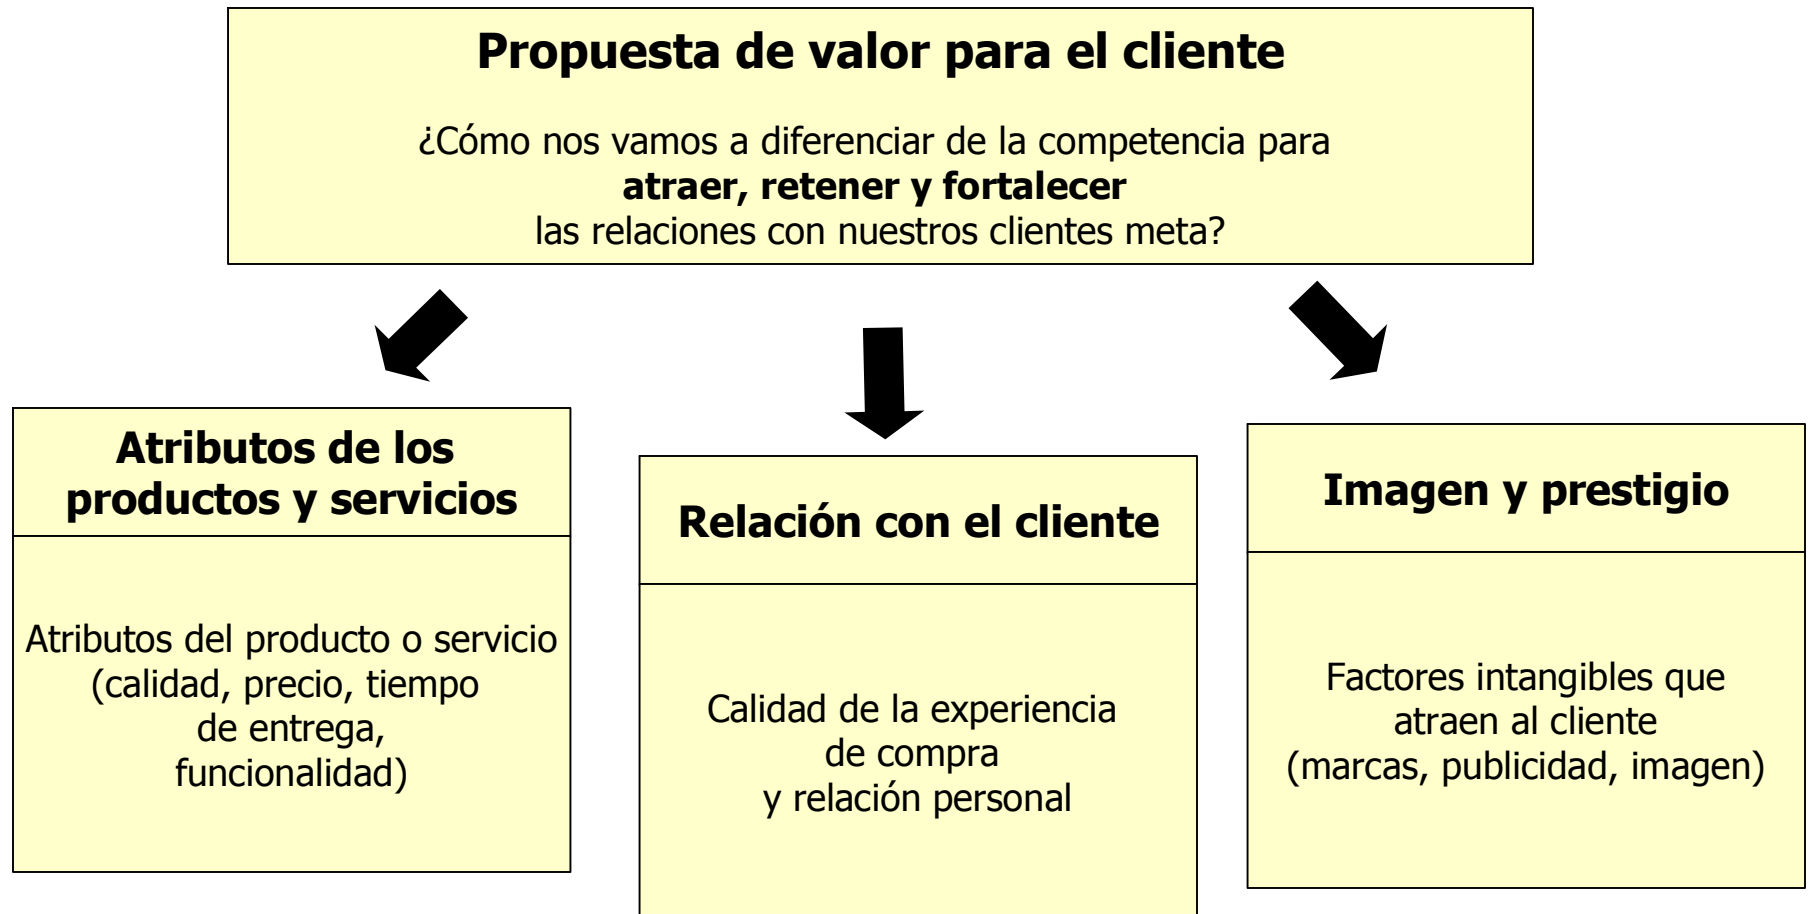 Propuesta de valor para el cliente
¿Cómo nos vamos a diferenciar de la competencia para
atraer, retener y fortalecer
las relaciones con nuestros clientes meta?
Atributos de los
productos y servicios
Atributos del producto o servicio
(calidad, precio, tiempo
de entrega,
funcionalidad)
Relación con el cliente
Calidad de la experiencia
de compra
y relación personal
Imagen y prestigio
Factores intangibles que
atraen al cliente
(marcas, publicidad, imagen)